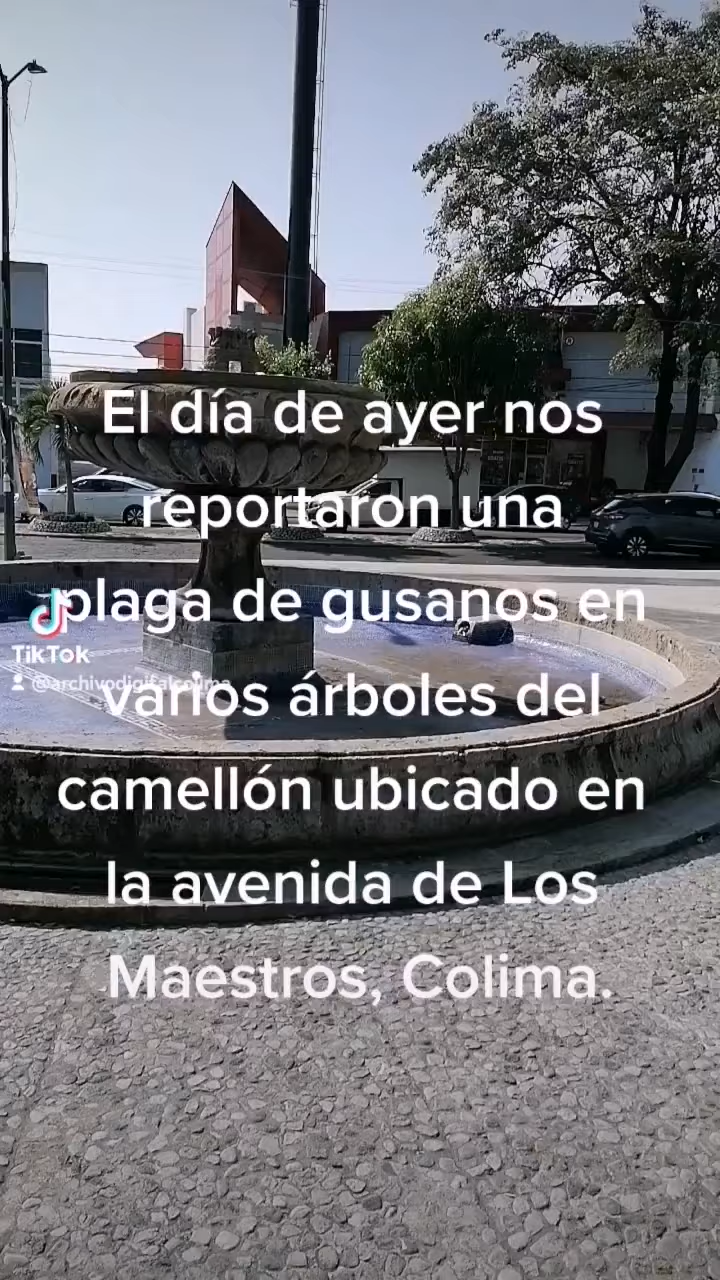 El día de ayer nos
reportaron una
plaga de gusanos en
TikTok
@archivodigitalcolima
varios árboles del
camellón ubicado en
la avenida de Los
Maestros, Colima.